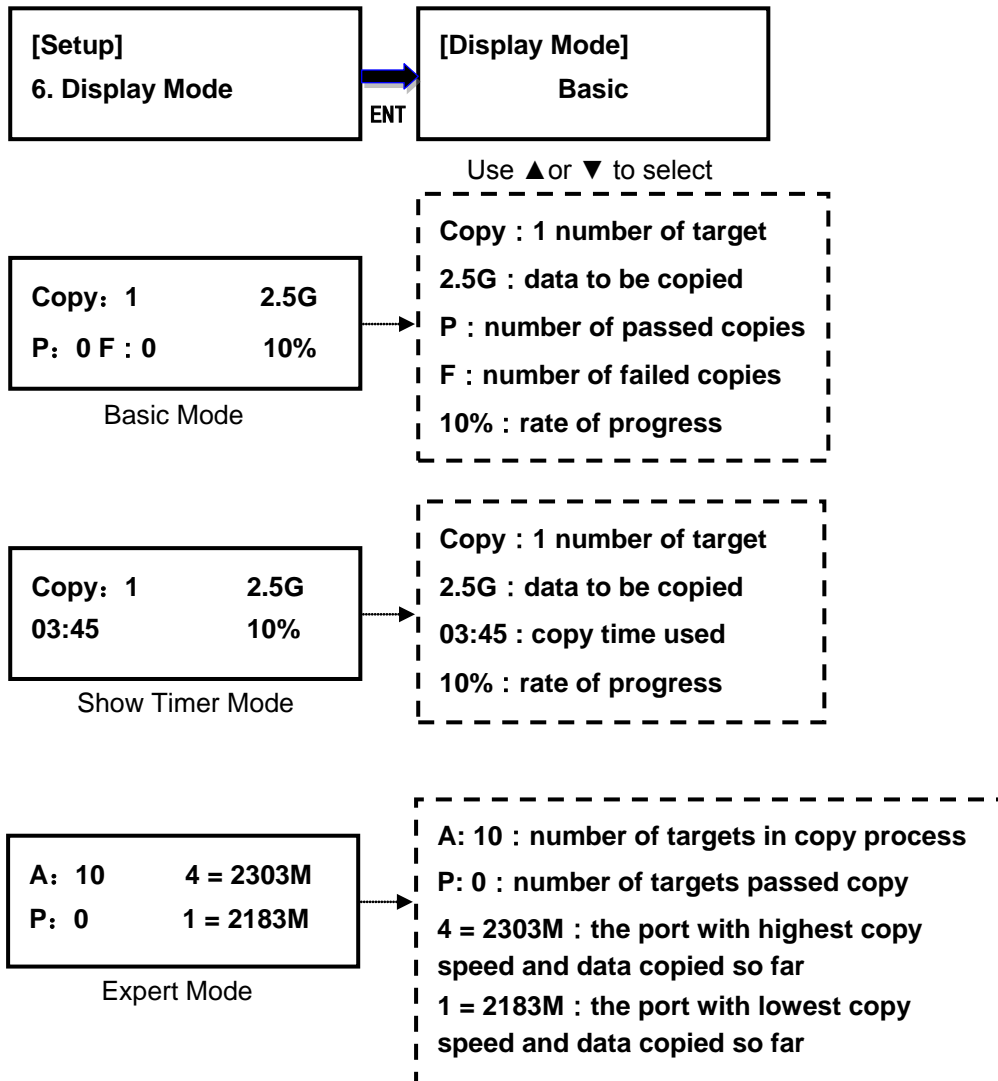 [Setup]
6. Display Mode
ENT
[Display Mode]
Basic
Use ▲or ▼ to select
Copy：1 2.5G
P：0 F：0 10%
Basic Mode
Copy：1 number of target
2.5G：data to be copied
P：number of passed copies
F：number of failed copies
10%：rate of progress
Copy：1 2.5G
03:45 10%
Show Timer Mode
Copy：1 number of target
2.5G：data to be copied
03:45 : copy time used
10%：rate of progress
A：10 4 = 2303M
P：0 1 = 2183M
Expert Mode
A: 10：number of targets in copy process
P: 0：number of targets passed copy
4 = 2303M：the port with highest copy
speed and data copied so far
1 = 2183M：the port with lowest copy
speed and data copied so far